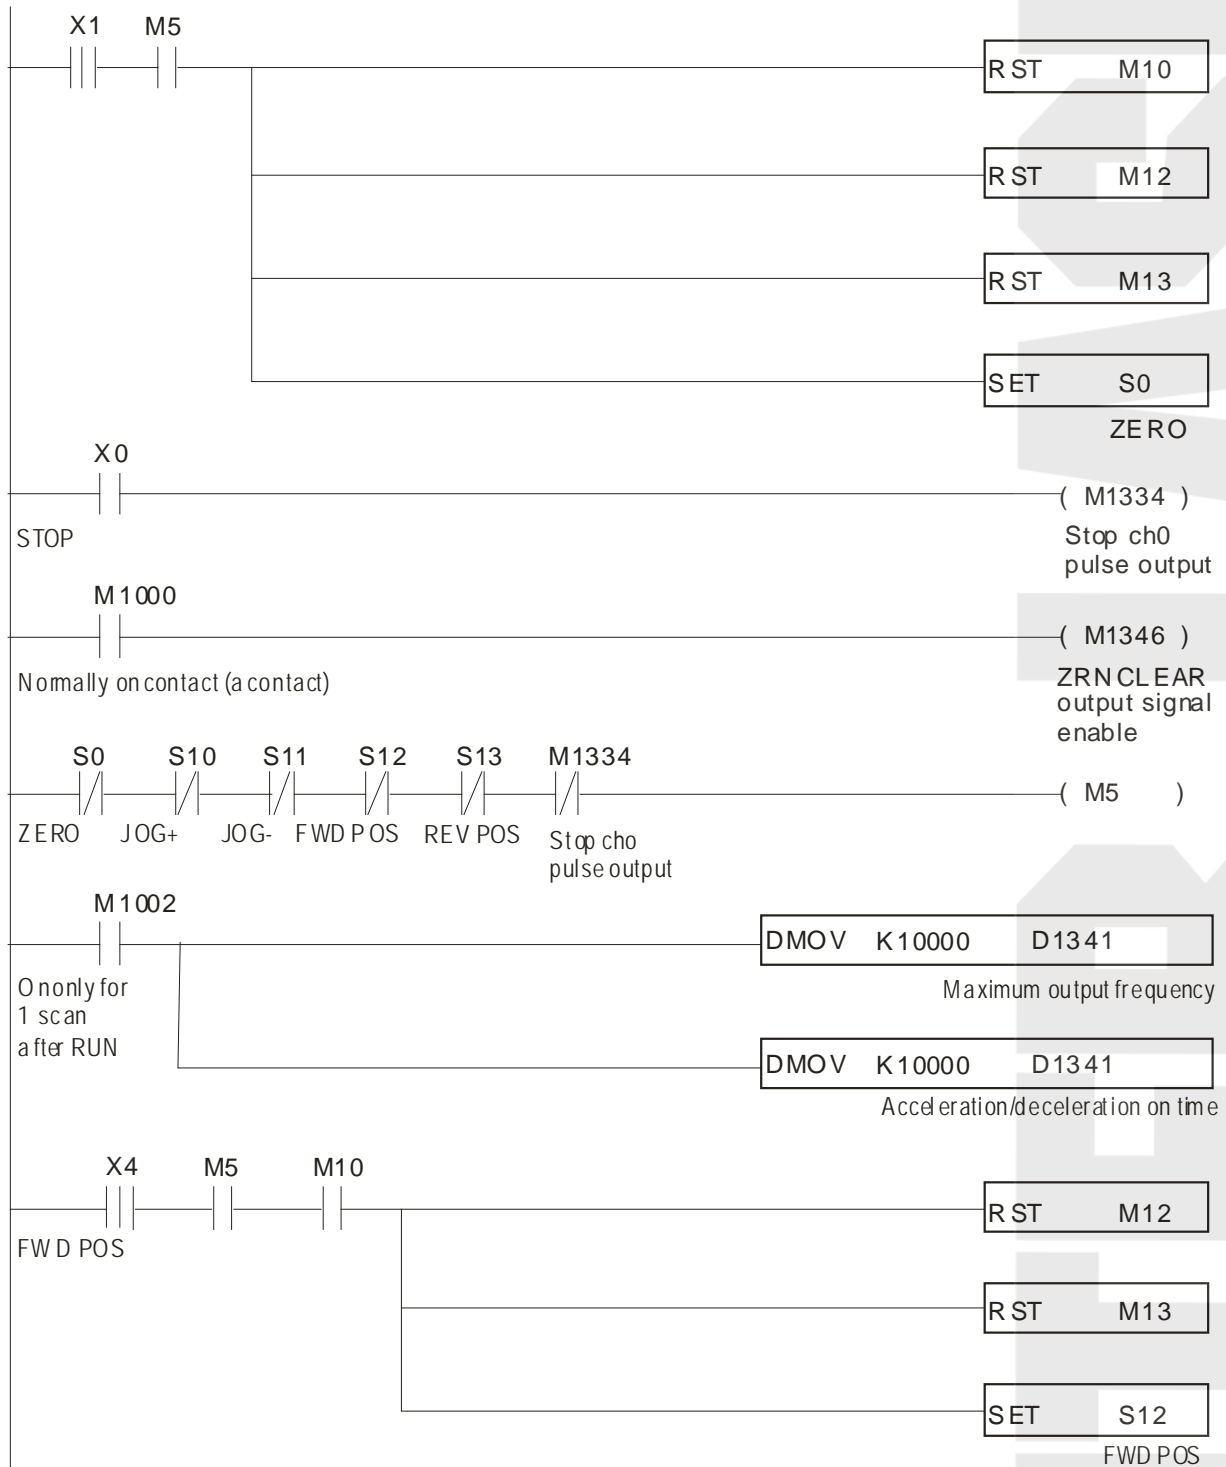 X1 M5
RST M10
RST M12
RST M13
SET S0
ZERO
X0
( M1334 )
STOP
Stop ch0
pulse output
M1000
( M1346 )
Normally on contact (a contact)
ZRN CLEAR
output signal
enable
S0 S10 S11 S12 S13 M1334
( M5 )
ZERO JOG+ JOG- FWD POS REV POS Stop cho
pulse output
M1002
DMOV K10000 D1341
On only for
1 scan
after RUN
Maximum output frequency
DMOV K10000 D1341
Acceleration/deceleration on time
X4 M5 M10
RST M12
FWD POS
RST M13
SET S12
FWD POS